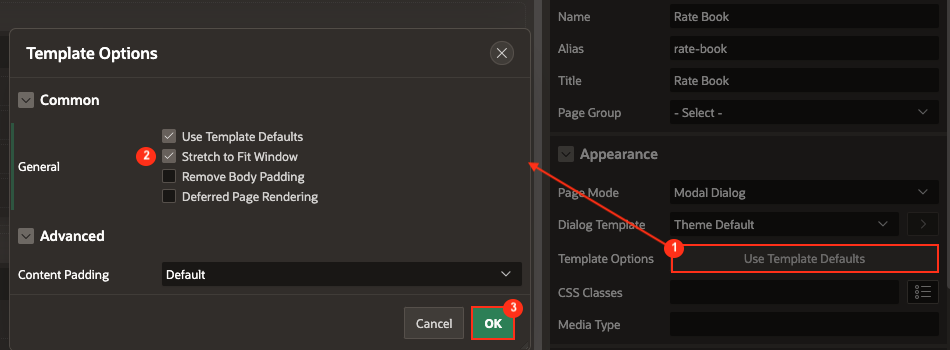 Template Options
Common
General
Use Template Defaults
2
Stretch to Fit Window
Remove Body Padding
Deferred Page Rendering
Advanced
Content Padding
Default
Cancel
OK
3
Name
Rate Book
Alias
rate-book
Title
Rate Book
Page Group
- Select -
Appearance
Page Mode
Modal Dialog
Dialog Template
Theme Default
1
Template Options
Use Template Defaults
CSS Classes
Media Type